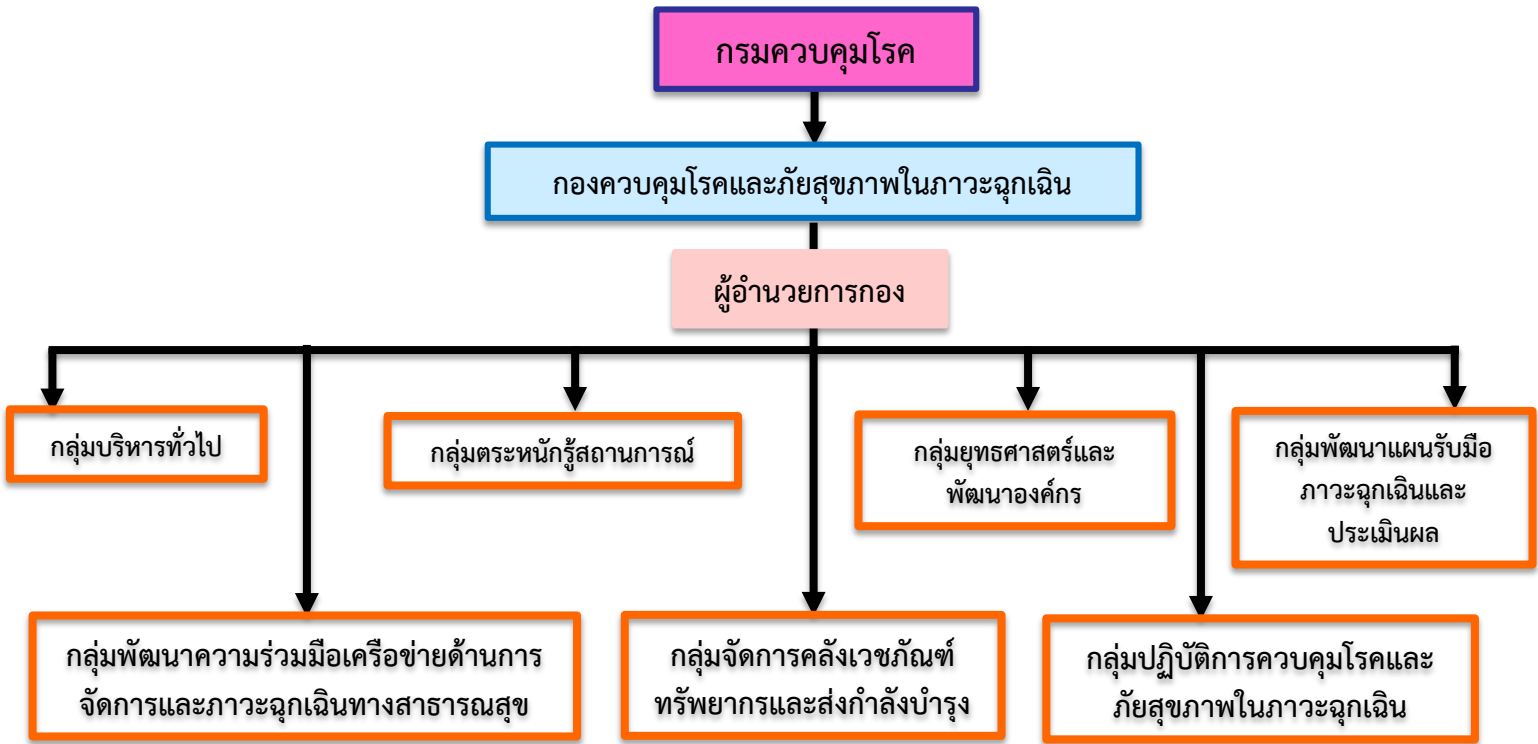 กรมควบคุมโรค
กองควบคุมโรคและภัยสุขภาพในภาวะฉุกเฉิน
ผู้อำนวยการกอง
กลุ่มบริหารทั่วไป
กลุ่มตระหนักรู้สถานการณ์
กลุ่มยุทธศาสตร์และ
พัฒนาองค์กร
กลุ่มพัฒนาแผนรับมือ
ภาวะฉุกเฉินและ
ประเมินผล
กลุ่มพัฒนาความร่วมมือเครือข่ายด้านการ
จัดการและภาวะฉุกเฉินทางสาธารณสุข
กลุ่มจัดการคลังเวชภัณฑ์
ทรัพยากรและส่งกำลังบำรุง
กลุ่มปฏิบัติการควบคุมโรคและ
ภัยสุขภาพในภาวะฉุกเฉิน